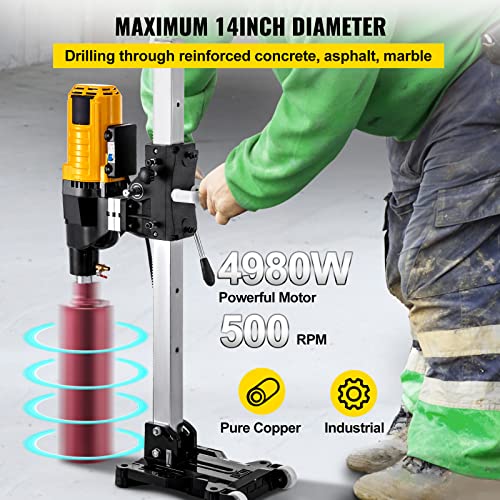 MAXIMUM 14INCH DIAMETER
Drilling through reinforced concrete, asphalt, marble
4980W
Powerful Motor
500 RPM
Pure Copper
Industrial